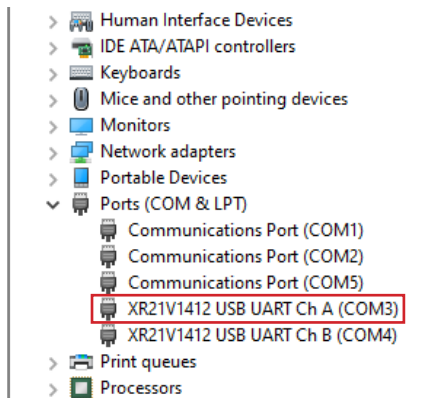 Human Interface Devices
IDE ATA/ATAPI controllers
Keyboards
Mice and other pointing devices
Monitors
Network adapters
Portable Devices
Ports (COM & LPT)
Communications Port (COM1)
Communications Port (COM2)
Communications Port (COM5)
XR21V1412 USB UART Ch A (COM3)
XR21V1412 USB UART Ch B (COM4)
Print queues
Processors